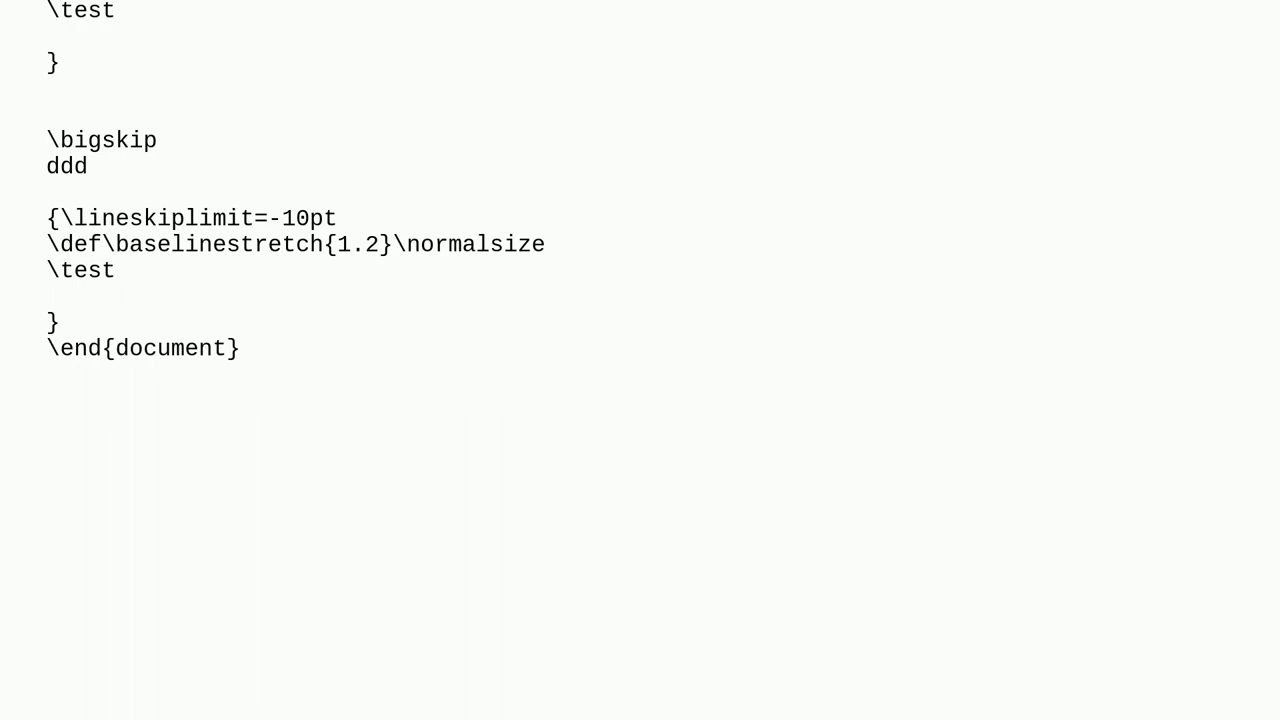 \test
}
\bigskip
ddd
{\lineskiplimit=-10pt
\def\baselinestretch{1.2}\normalsize
\test
}
\end{document}